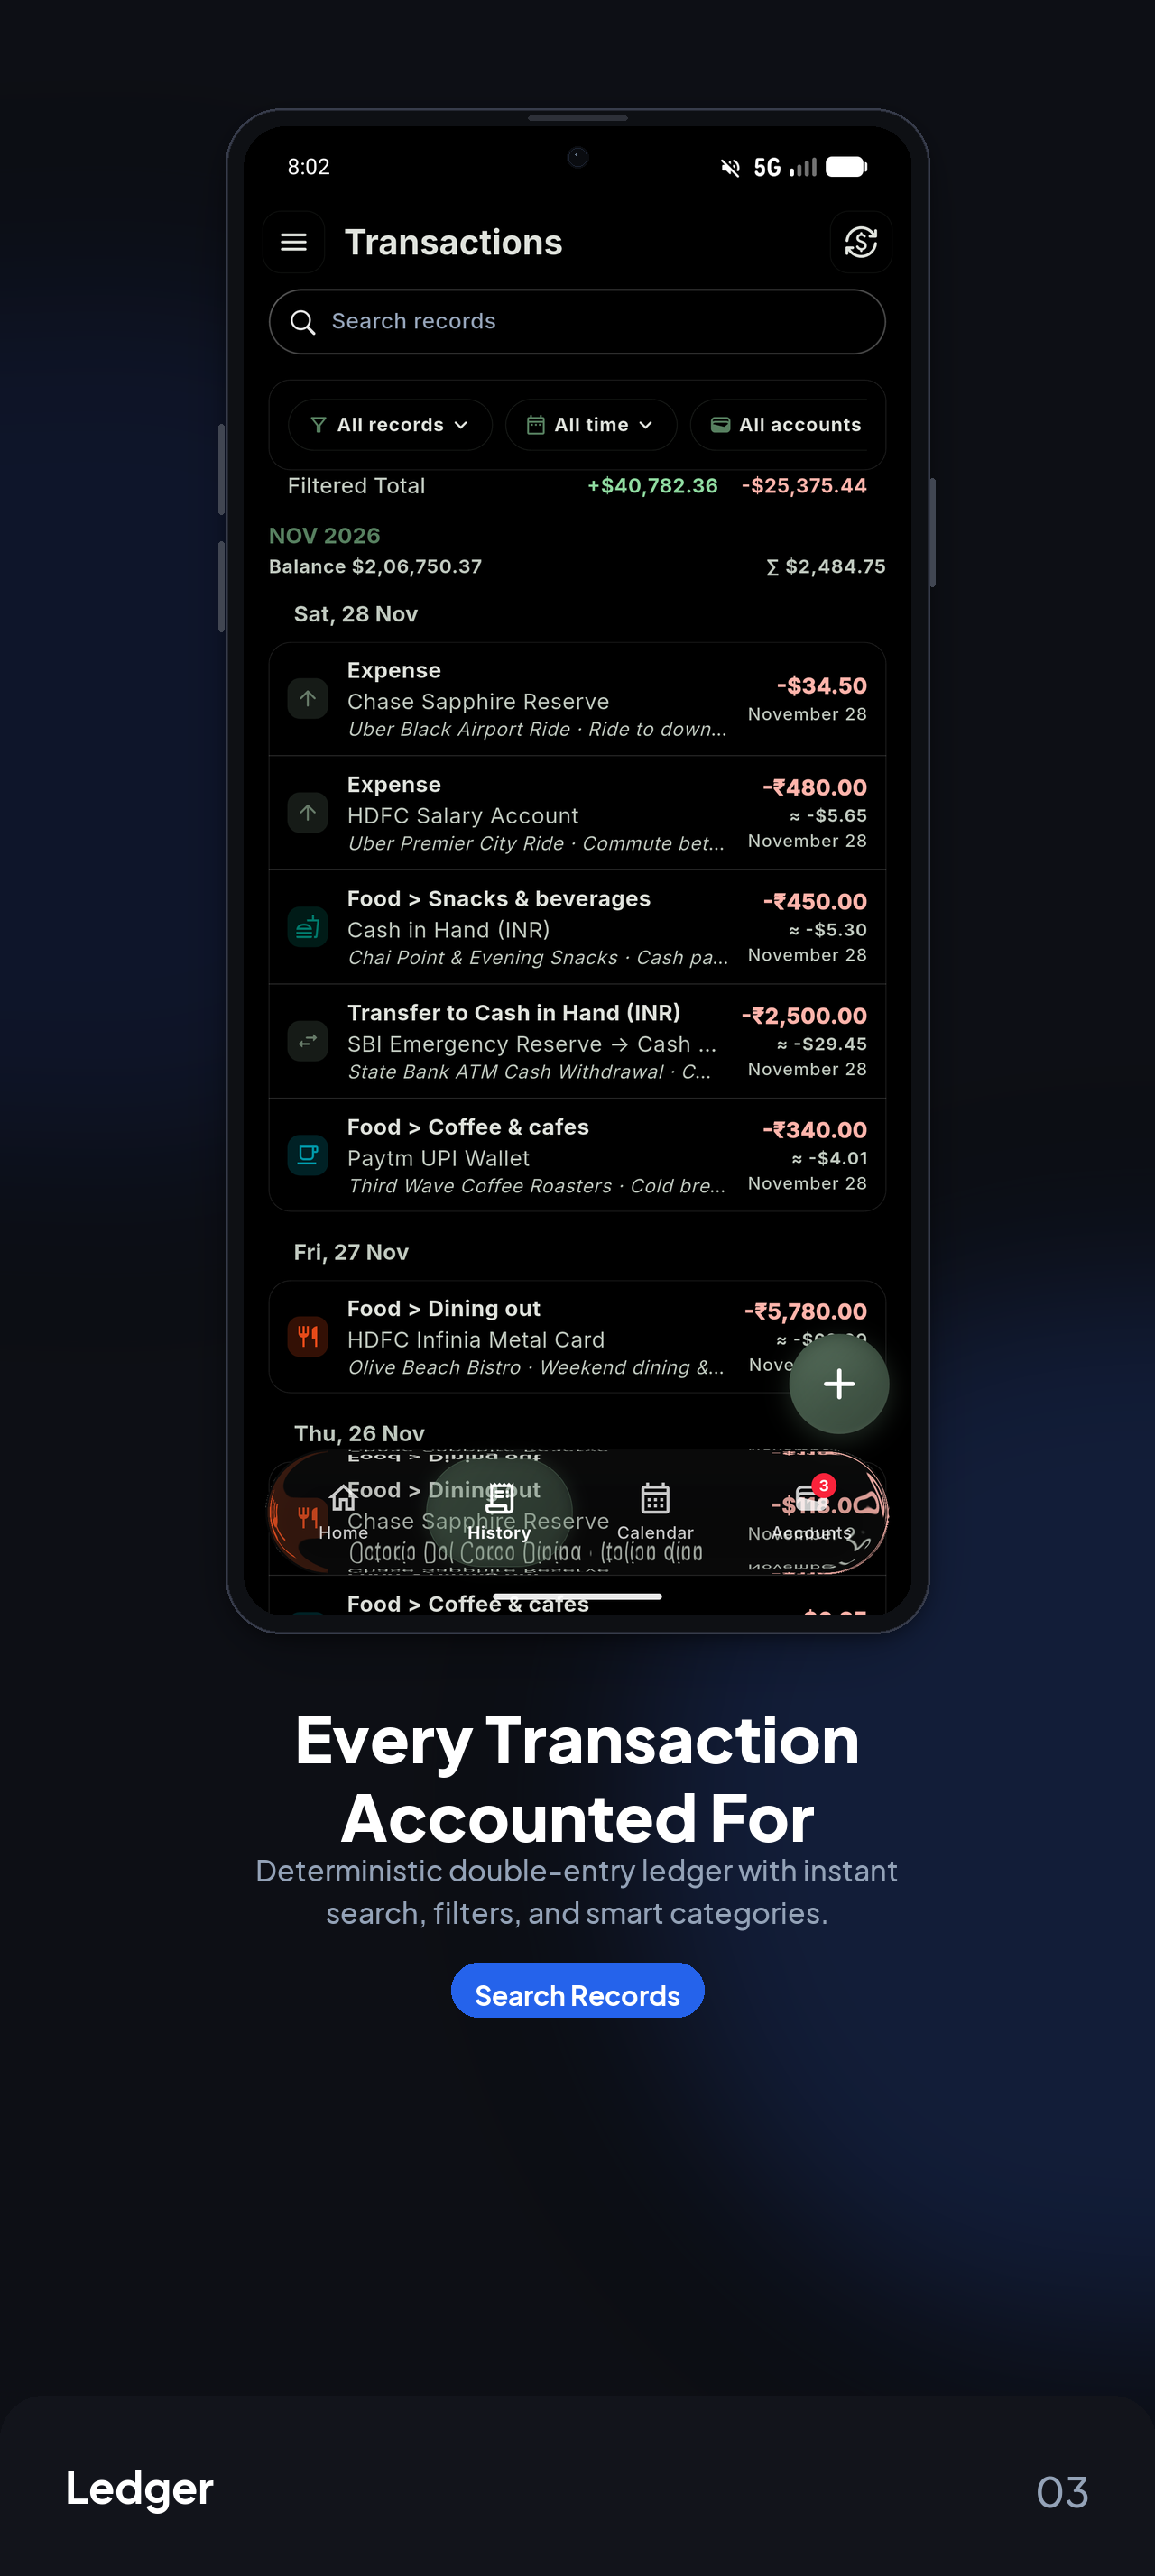 8:02
5G
Transactions
Search records
All records
All time
All accounts
Filtered Total +$40,782.36 -$25,375.44
NOV 2026
Balance $2,06,750.37 ∑ $2,484.75
Sat, 28 Nov
Expense
-$34.50
Chase Sapphire Reserve
November 28
Uber Black Airport Ride · Ride to down...
Expense
-₹480.00
HDFC Salary Account
≈ -$5.65
Uber Premier City Ride · Commute bet...
November 28
Food > Snacks & beverages
-₹450.00
Cash in Hand (INR)
≈ -$5.30
Chai Point & Evening Snacks · Cash pa...
November 28
Transfer to Cash in Hand (INR)
-₹2,500.00
SBI Emergency Reserve → Cash ...
≈ -$29.45
State Bank ATM Cash Withdrawal · C...
November 28
Food > Coffee & cafes
-₹340.00
Paytm UPI Wallet
≈ -$4.01
Third Wave Coffee Roasters · Cold bre...
November 28
Fri, 27 Nov
Food > Dining out
-₹5,780.00
HDFC Infinia Metal Card
Olive Beach Bistro · Weekend dining &...
Thu, 26 Nov
Food > Dining out
3
Chase Sapphire Reserve
Home
History
Calendar
Accounts
Food > Coffee & cafes
Every Transaction
Accounted For
Deterministic double-entry ledger with instant
search, filters, and smart categories.
Search Records
Ledger
03